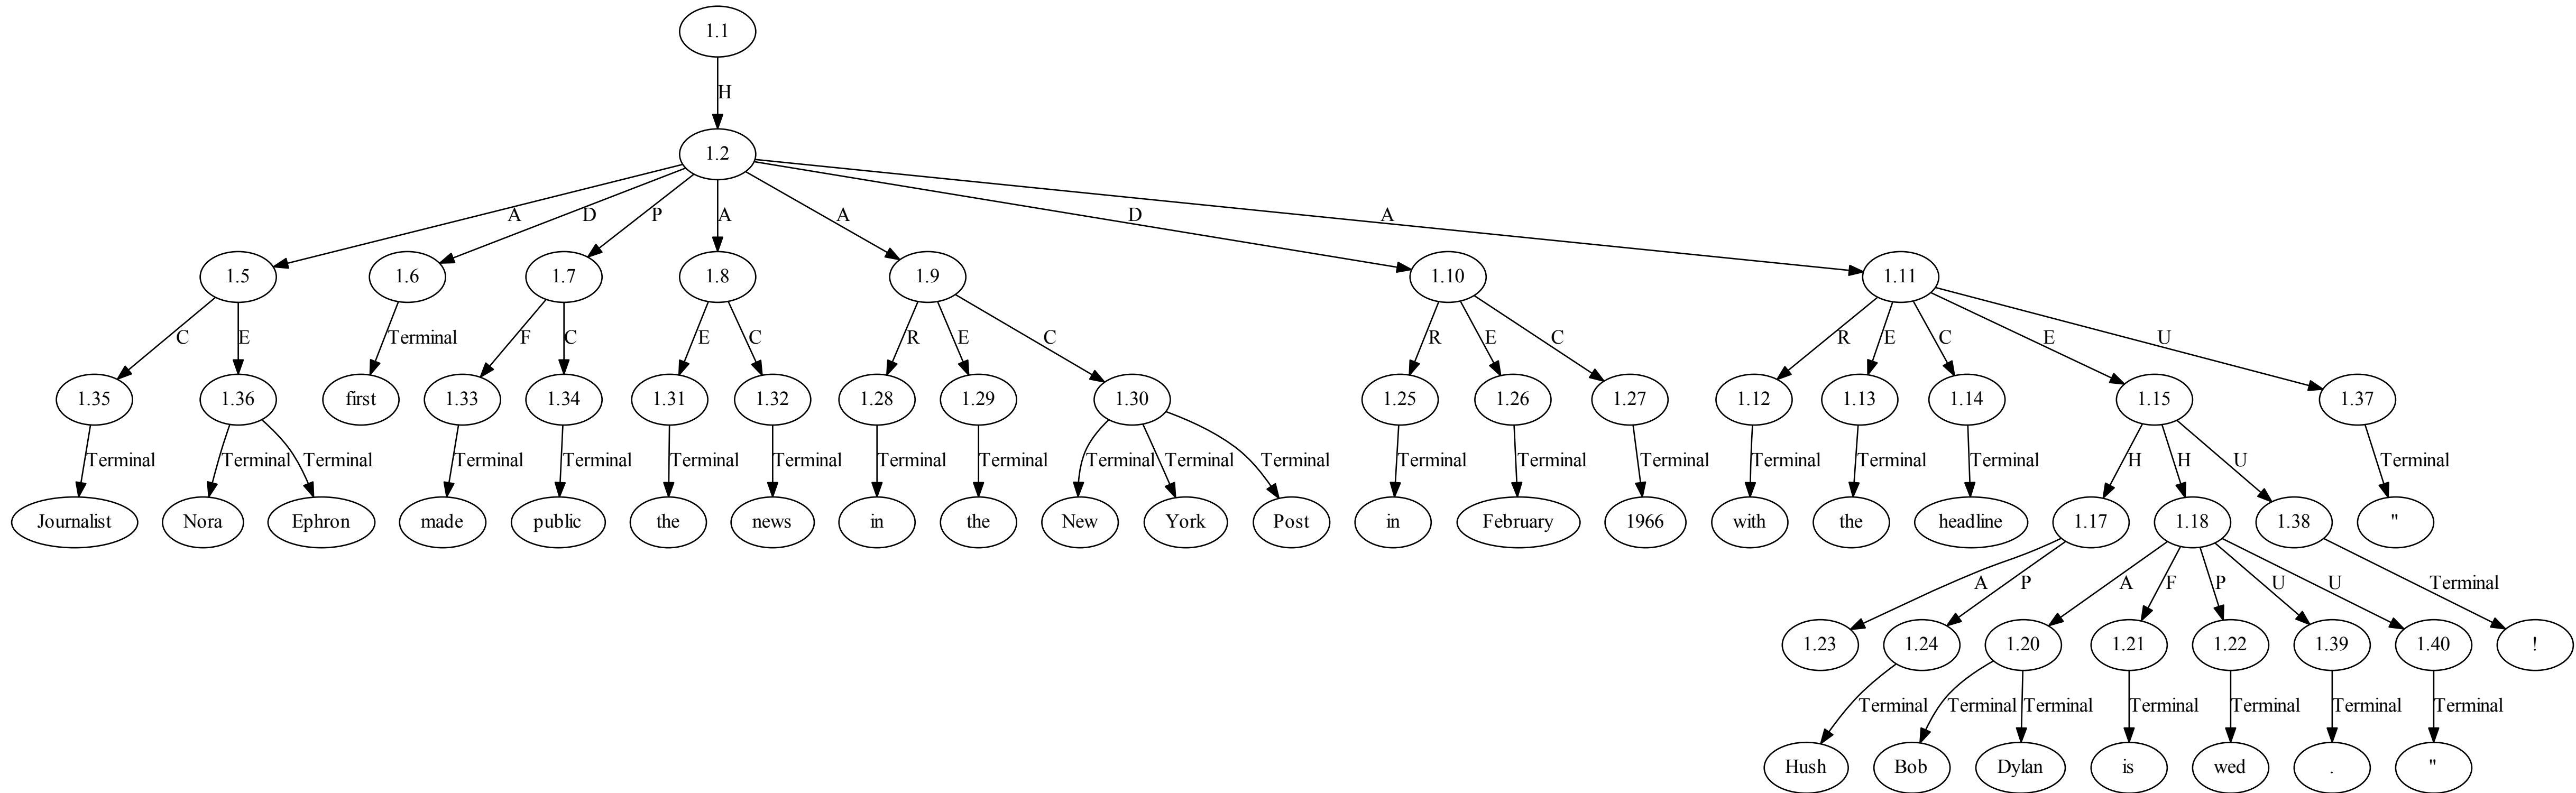 1.1
H
1.2
A D P A A D A
1.5 1.6 1.7 1.8 1.9 1.10 1.11
C E Terminal F C E C R E C R E C R E C E U
1.35 1.36 first 1.33 1.34 1.31 1.32 1.28 1.29 1.30 1.25 1.26 1.27 1.12 1.13 1.14 1.15 1.37
Terminal Terminal Terminal Terminal Terminal Terminal Terminal Terminal Terminal Terminal Terminal Terminal Terminal Terminal Terminal Terminal Terminal Terminal H H U Terminal
Journalist Nora Ephron made public the news in the New York Post in February 1966 with the headline 1.17 1.18 1.38 "
A P A F P U U Terminal
1.23 1.24 1.20 1.21 1.22 1.39 1.40 !
Terminal Terminal Terminal Terminal Terminal Terminal Terminal
Hush Bob Dylan is wed . "